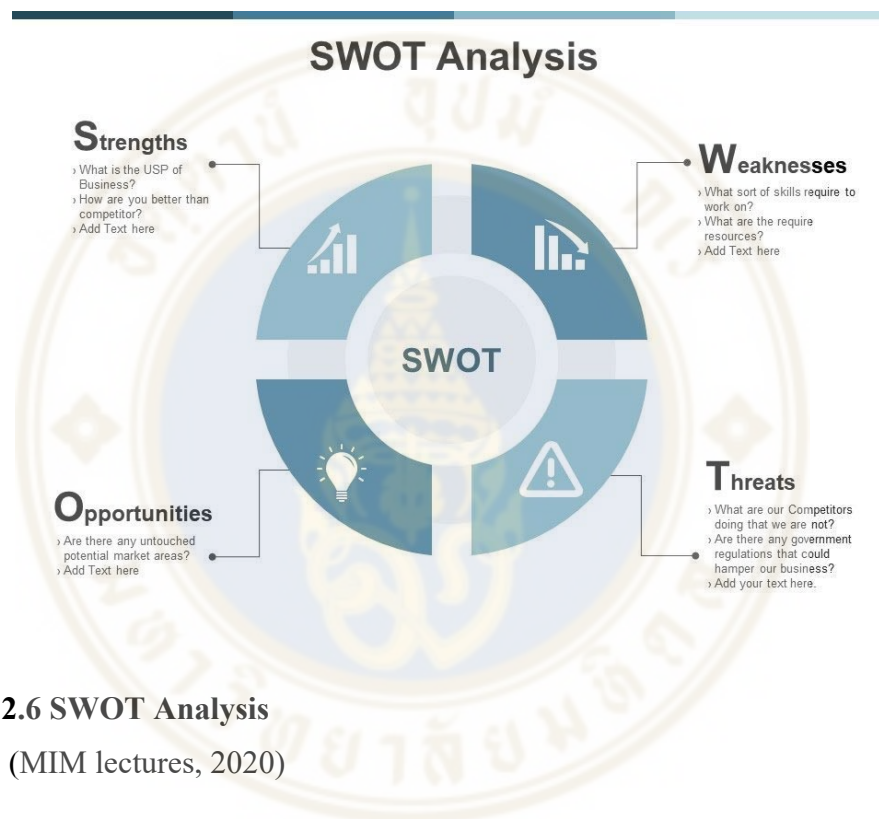 SWOT Analysis
Strengths
› What is the USP of
Business?
› How are you better than
competitor?
› Add Text here
Weaknesses
› What sort of skills require to
work on?
› What are the require
resources?
› Add Text here
SWOT
Opportunities
› Are there any untouched
potential market areas?
› Add Text here
Threats
› What are our Competitors
doing that we are not?
› Are there any government
regulations that could
hamper our business?
› Add your text here.
2.6 SWOT Analysis
(MIM lectures, 2020)